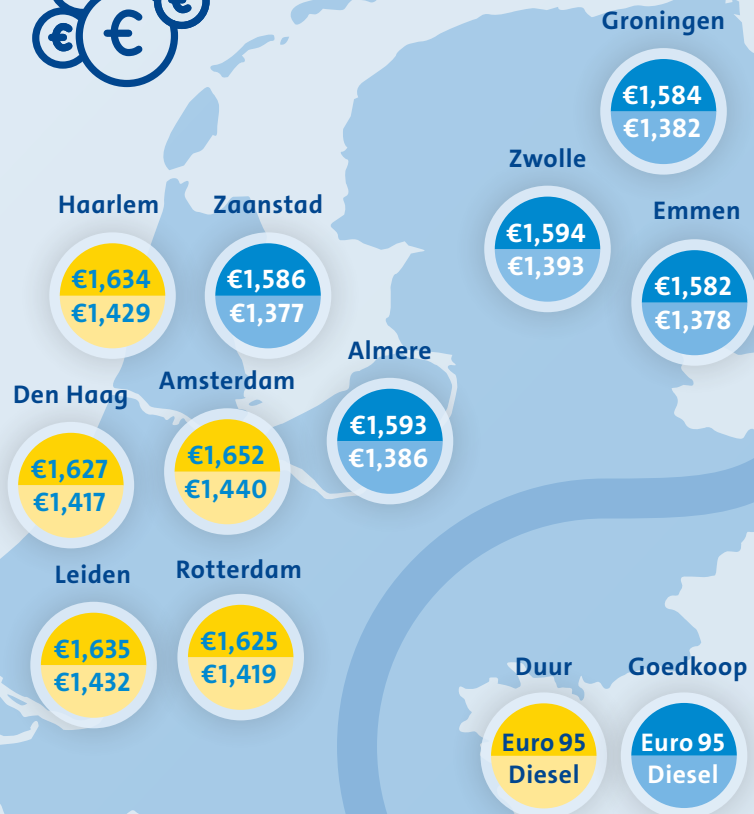 €
€
€
Groningen
€1,584
€1,382
Zwolle
€1,594
€1,393
Emmen
€1,582
€1,378
Haarlem
€1,634
€1,429
Zaanstad
€1,586
€1,377
Almere
€1,593
€1,386
Den Haag
€1,627
€1,417
Amsterdam
€1,652
€1,440
Leiden
€1,635
€1,432
Rotterdam
€1,625
€1,419
Duur
Euro 95
Diesel
Goedkoop
Euro 95
Diesel